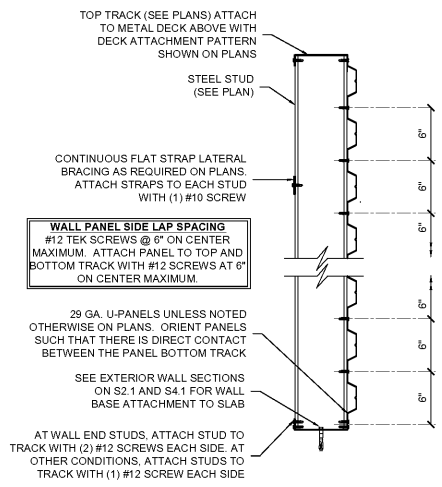 TOP TRACK (SEE PLANS) ATTACH
TO METAL DECK ABOVE WITH
DECK ATTACHMENT PATTERN
SHOWN ON PLANS
STEEL STUD
(SEE PLAN)
CONTINUOUS FLAT STRAP LATERAL
BRACING AS REQUIRED ON PLANS.
ATTACH STRAPS TO EACH STUD
WITH (1) #10 SCREW
WALL PANEL SIDE LAP SPACING
#12 TEK SCREWS @ 6" ON CENTER
MAXIMUM. ATTACH PANEL TO TOP AND
BOTTOM TRACK WITH #12 SCREWS AT 6"
ON CENTER MAXIMUM.
29 GA. U-PANELS UNLESS NOTED
OTHERWISE ON PLANS. ORIENT PANELS
SUCH THAT THERE IS DIRECT CONTACT
BETWEEN THE PANEL BOTTOM TRACK
SEE EXTERIOR WALL SECTIONS
ON S2.1 AND S4.1 FOR WALL
BASE ATTACHMENT TO SLAB
AT WALL END STUDS, ATTACH STUD TO
TRACK WITH (2) #12 SCREWS EACH SIDE. AT
OTHER CONDITIONS, ATTACH STUDS TO
TRACK WITH (1) #12 SCREW EACH SIDE
6"
6"
6"
6"
6"
6"